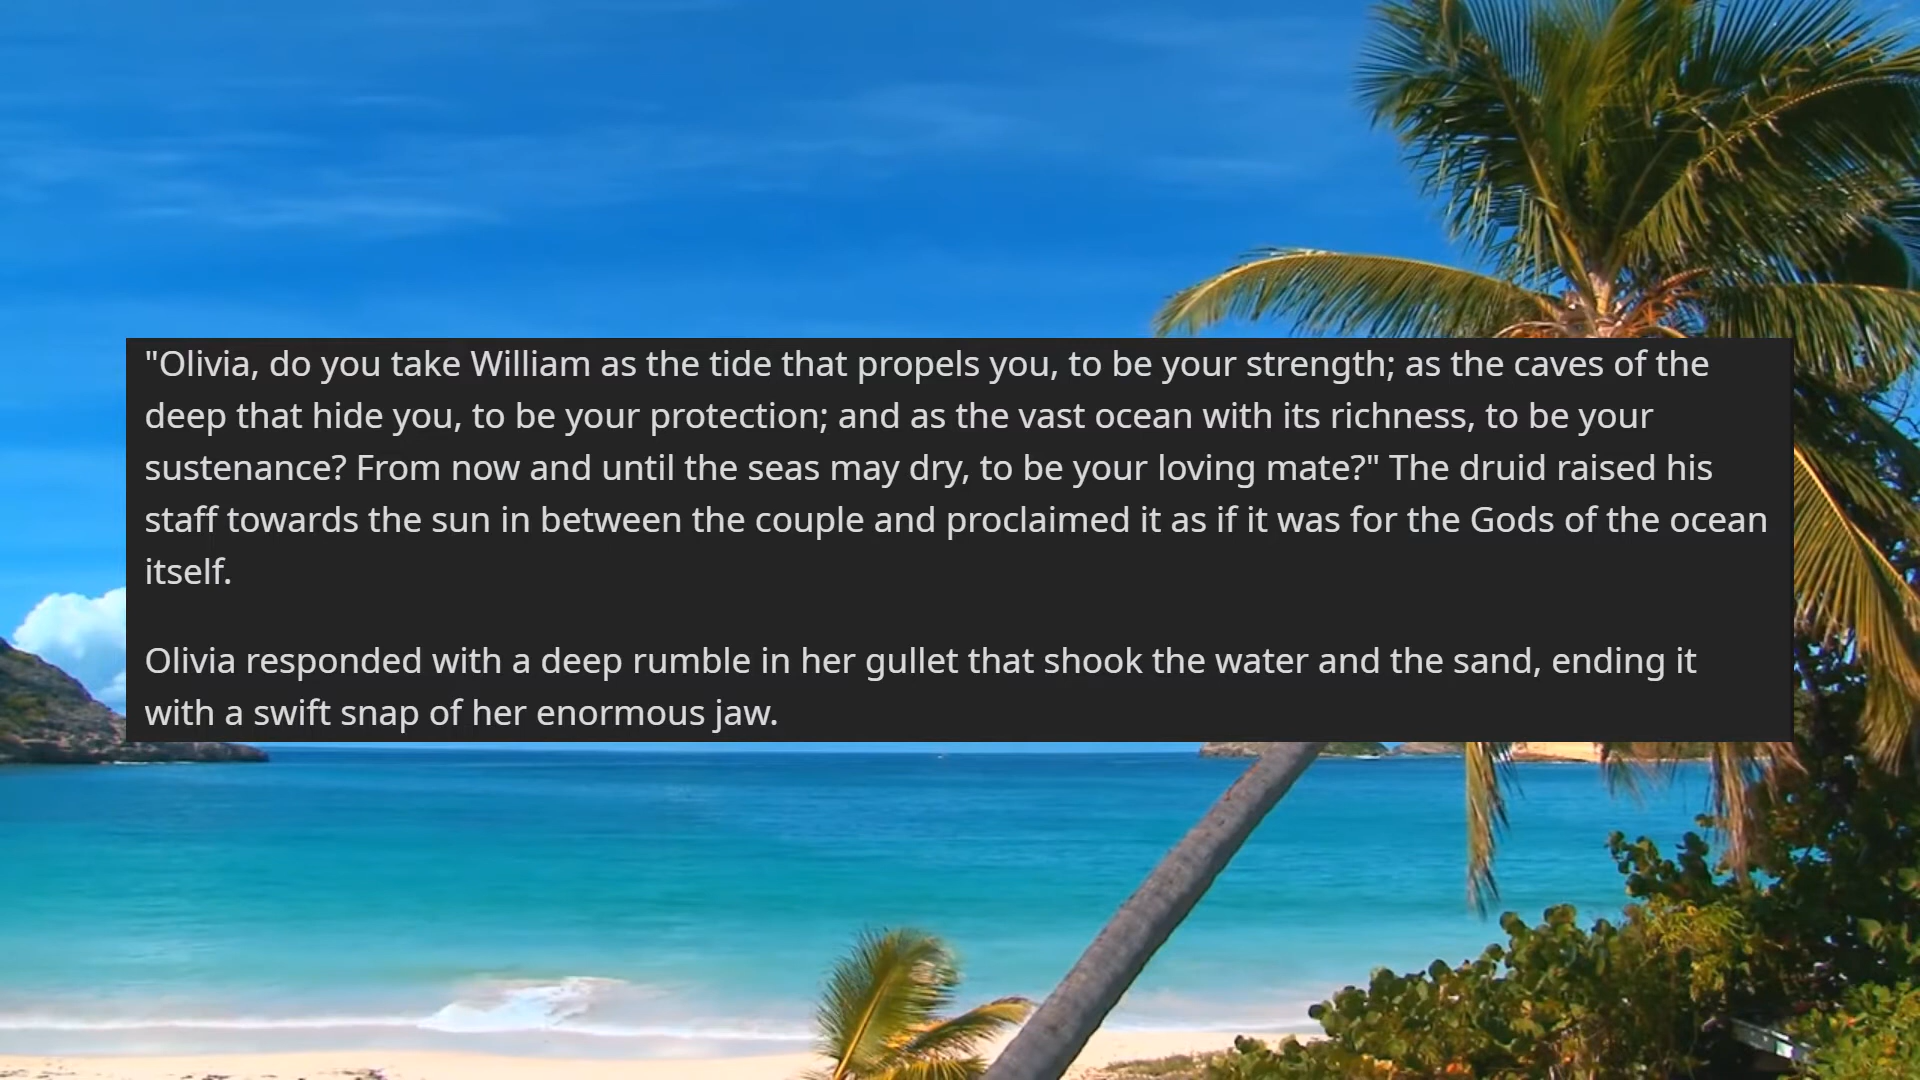 "Olivia, do you take William as the tide that propels you, to be your strength; as the caves of the
deep that hide you, to be your protection; and as the vast ocean with its richness, to be your
sustenance? From now and until the seas may dry, to be your loving mate?" The druid raised his
staff towards the sun in between the couple and proclaimed it as if it was for the Gods of the ocean
itself.
Olivia responded with a deep rumble in her gullet that shook the water and the sand, ending it
with a swift snap of her enormous jaw.